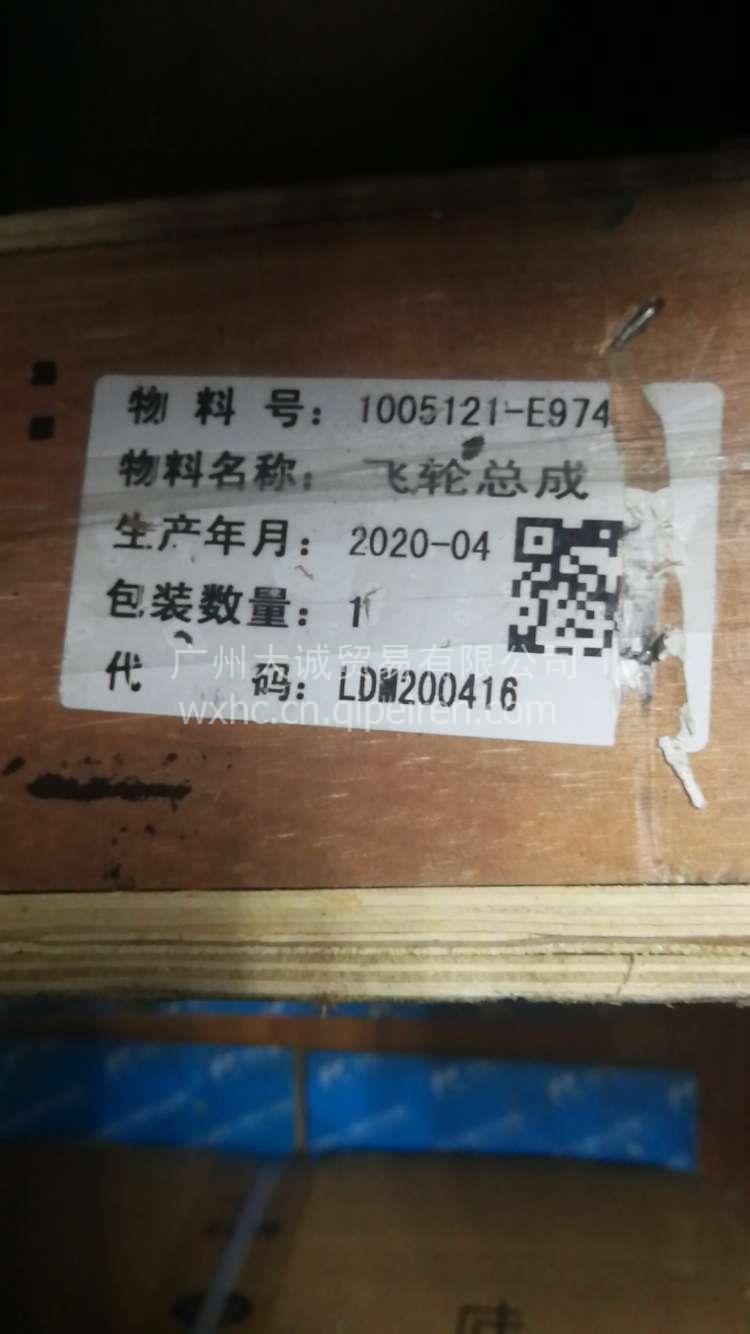 物料号：1005121-E974
物料名称：飞轮总成
生产年月：2020-04
包装数量：1
代码：LDM200416
广州大诚贸易有限公司
wxhc.cn.qipeiren.com